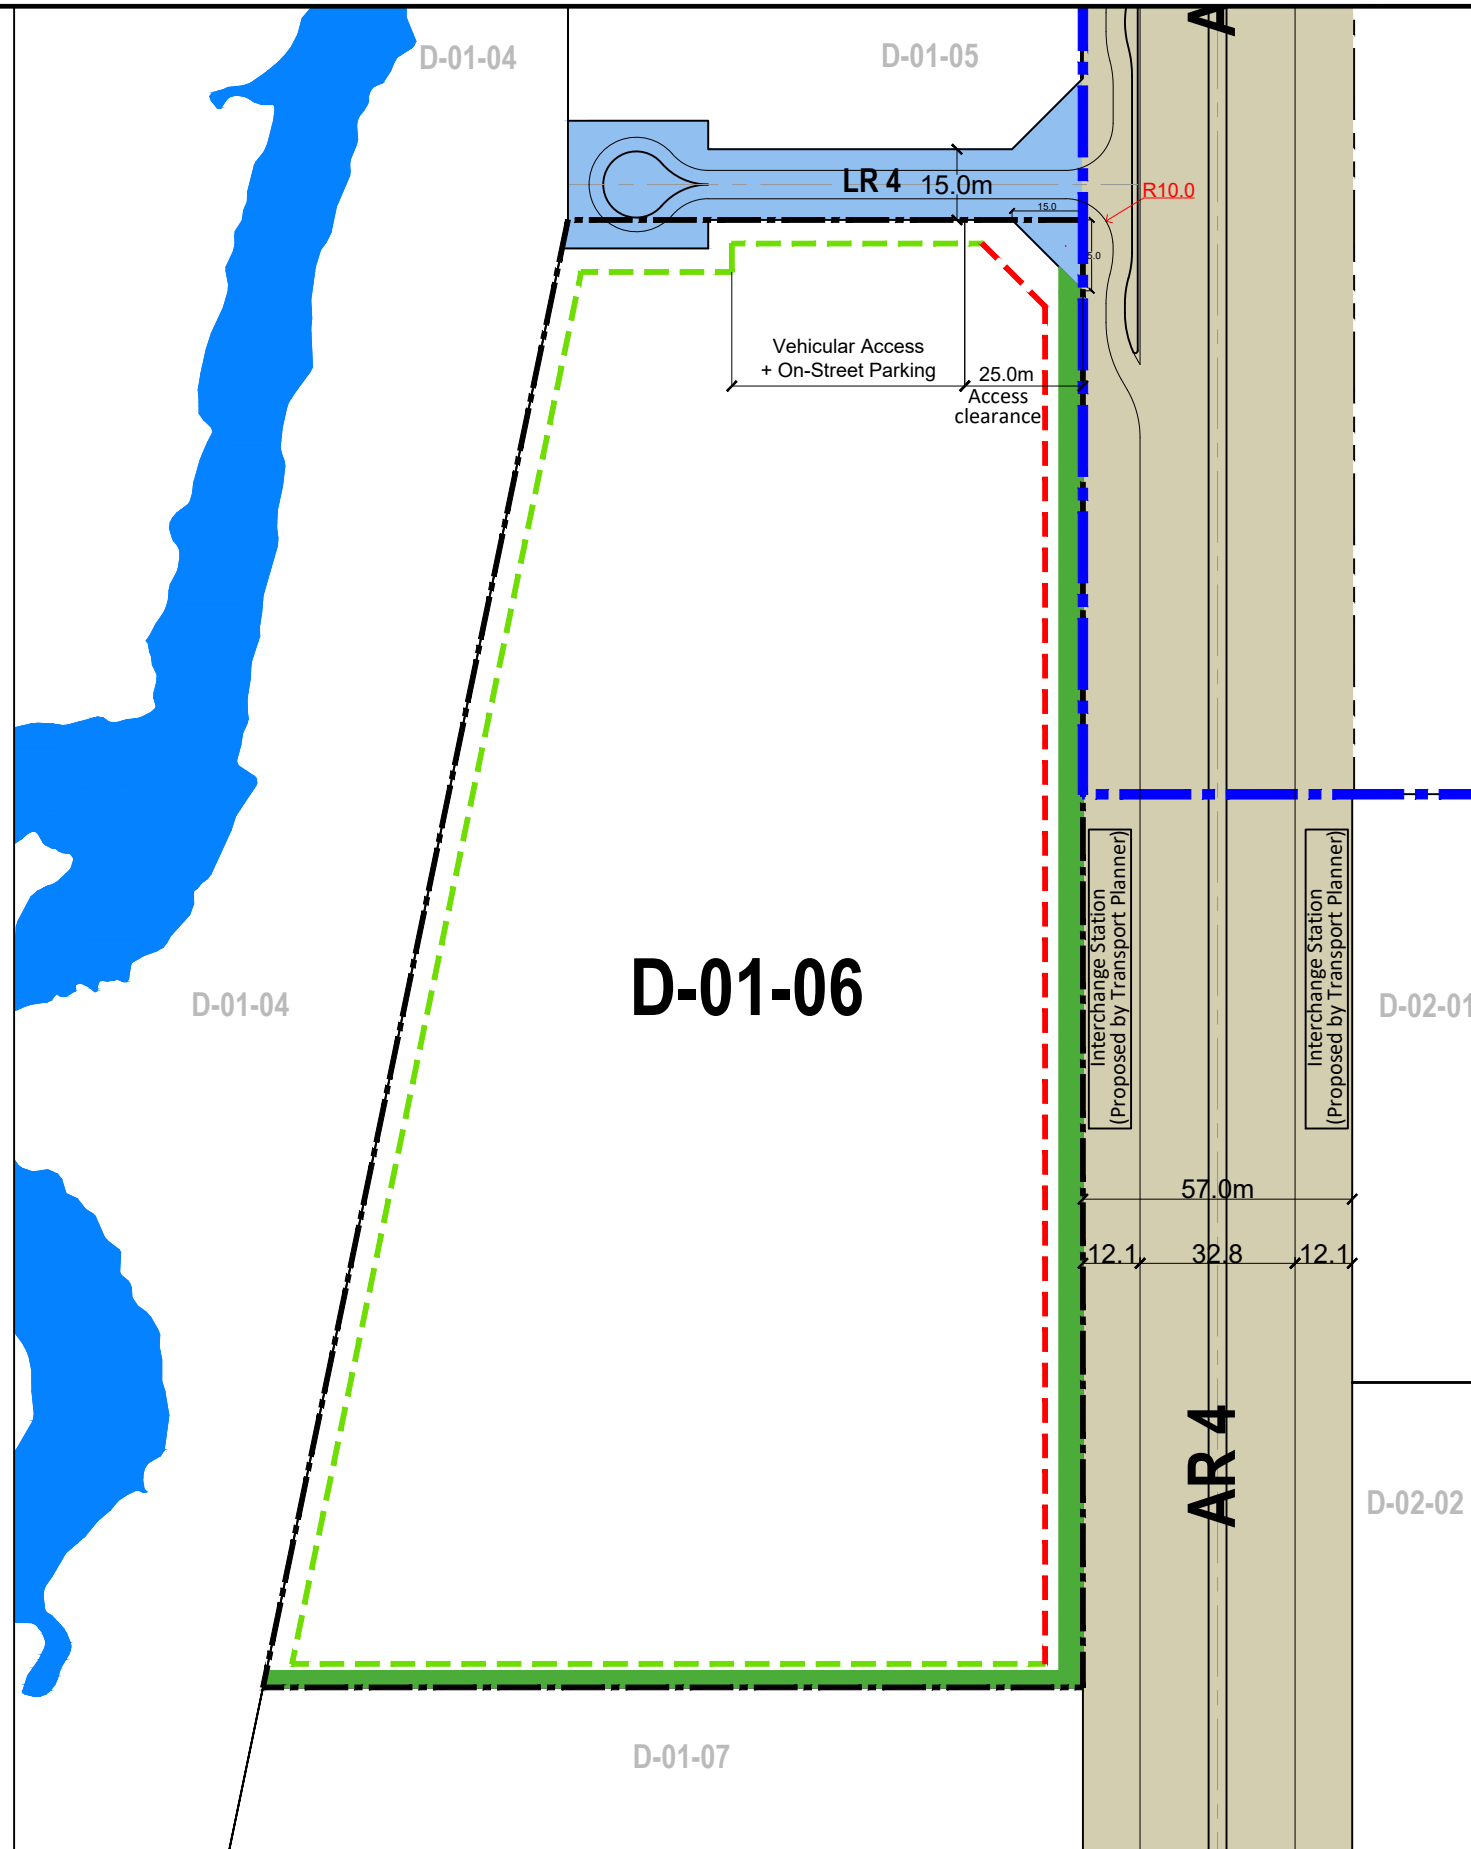 A
D-01-04
D-01-05
LR 4
15.0m
R10.0
15.0
5.0
Vehicular Access
+ On-Street Parking
25.0m
Access
clearance
Interchange Station
(Proposed by Transport Planner)
Interchange Station
(Proposed by Transport Planner)
D-01-06
D-01-04
D-02-01
57.0m
12.1
32.8
12.1
AR 4
D-02-02
D-01-07